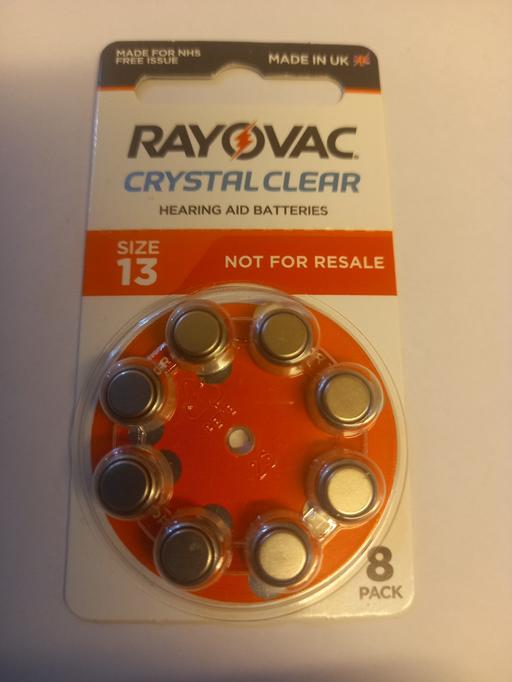 MADE FOR NHS
FREE ISSUE
MADE IN UK
RAYOVAC
CRYSTAL CLEAR
HEARING AID BATTERIES
SIZE
13
NOT FOR RESALE
8
PACK